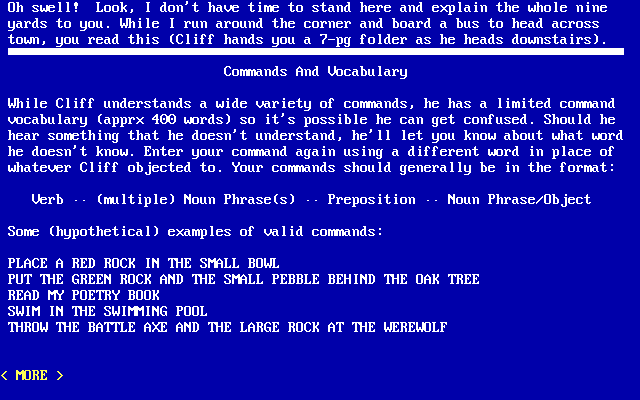 Oh swell!  Look, I don't have time to stand here and explain the whole nine
yards to you. While I run around the corner and board a bus to head across
town, you read this (Cliff hands you a 7-pg folder as he heads downstairs).
Commands And Vocabulary
While Cliff understands a wide variety of commands, he has a limited command
vocabulary (apprx 400 words) so it's possible he can get confused. Should he
hear something that he doesn't understand, he'll let you know about what word
he doesn't know. Enter your command again using a different word in place of
whatever Cliff objected to. Your commands should generally be in the format:
Verb -- (multiple) Noun Phrase(s) -- Preposition -- Noun Phrase/Object
Some (hypothetical) examples of valid commands:
PLACE A RED ROCK IN THE SMALL BOWL
PUT THE GREEN ROCK AND THE SMALL PEBBLE BEHIND THE OAK TREE
READ MY POETRY BOOK
SWIM IN THE SWIMMING POOL
THROW THE BATTLE AXE AND THE LARGE ROCK AT THE WEREWOLF
< MORE >